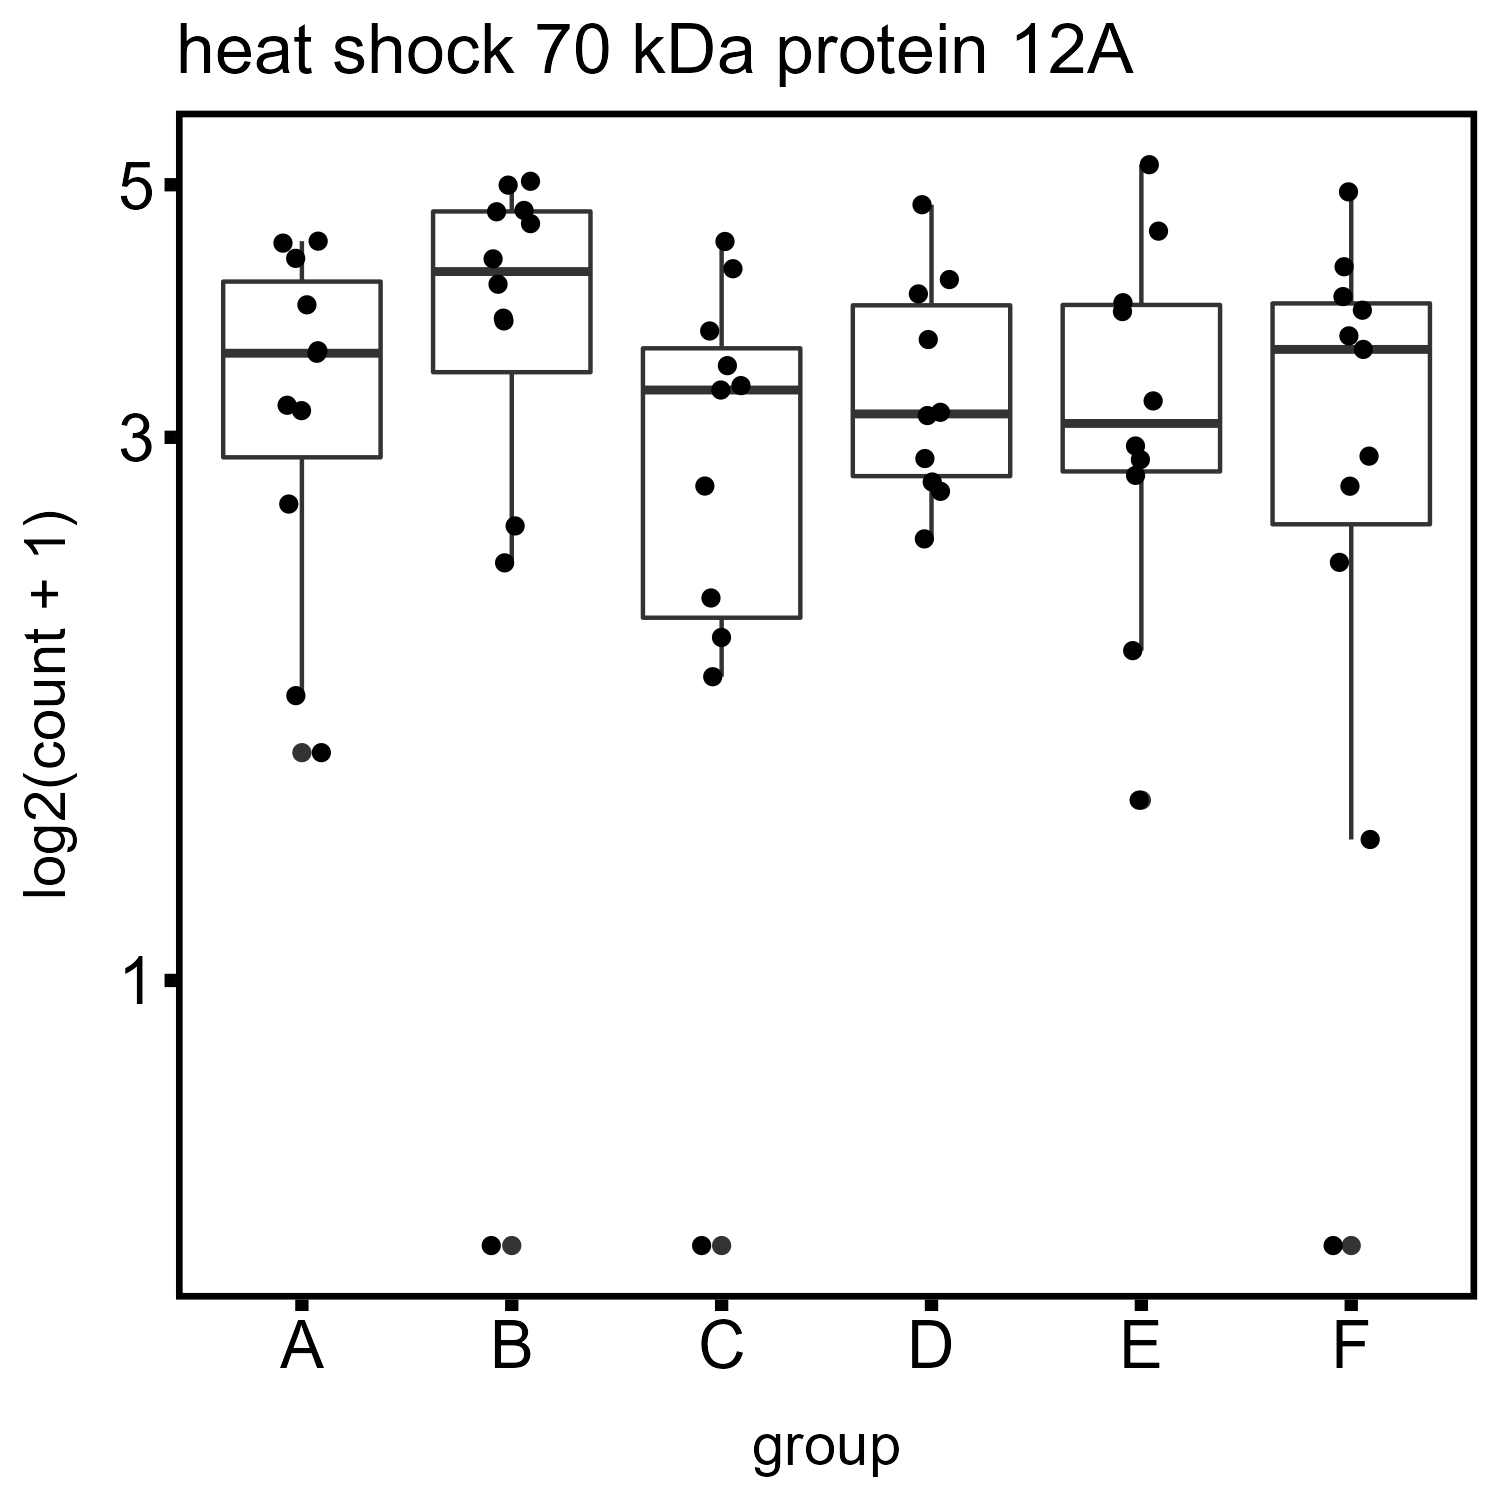 heat shock 70 kDa protein 12A
5
3
1
log2(count + 1)
A B C D E F
group